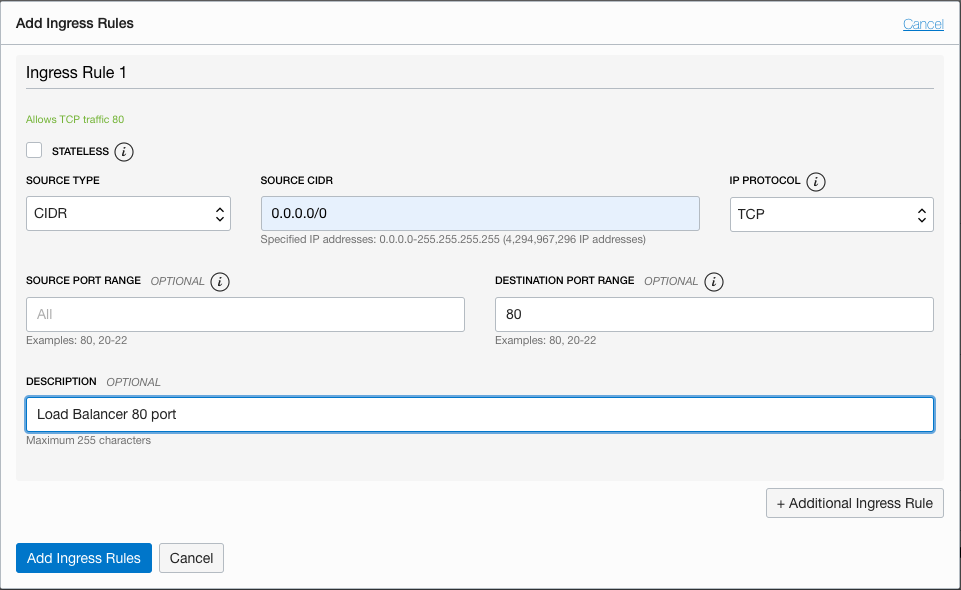 Add Ingress Rules Cancel
Ingress Rule 1
Allows TCP traffic 80
STATELESS i
SOURCE TYPE SOURCE CIDR IP PROTOCOL i
CIDR 0.0.0.0/0 TCP
Specified IP addresses: 0.0.0.0-255.255.255.255 (4,294,967,296 IP addresses)
SOURCE PORT RANGE OPTIONAL i DESTINATION PORT RANGE OPTIONAL i
All 80
Examples: 80, 20-22 Examples: 80, 20-22
DESCRIPTION OPTIONAL
Load Balancer 80 port
Maximum 255 characters
+ Additional Ingress Rule
Add Ingress Rules Cancel